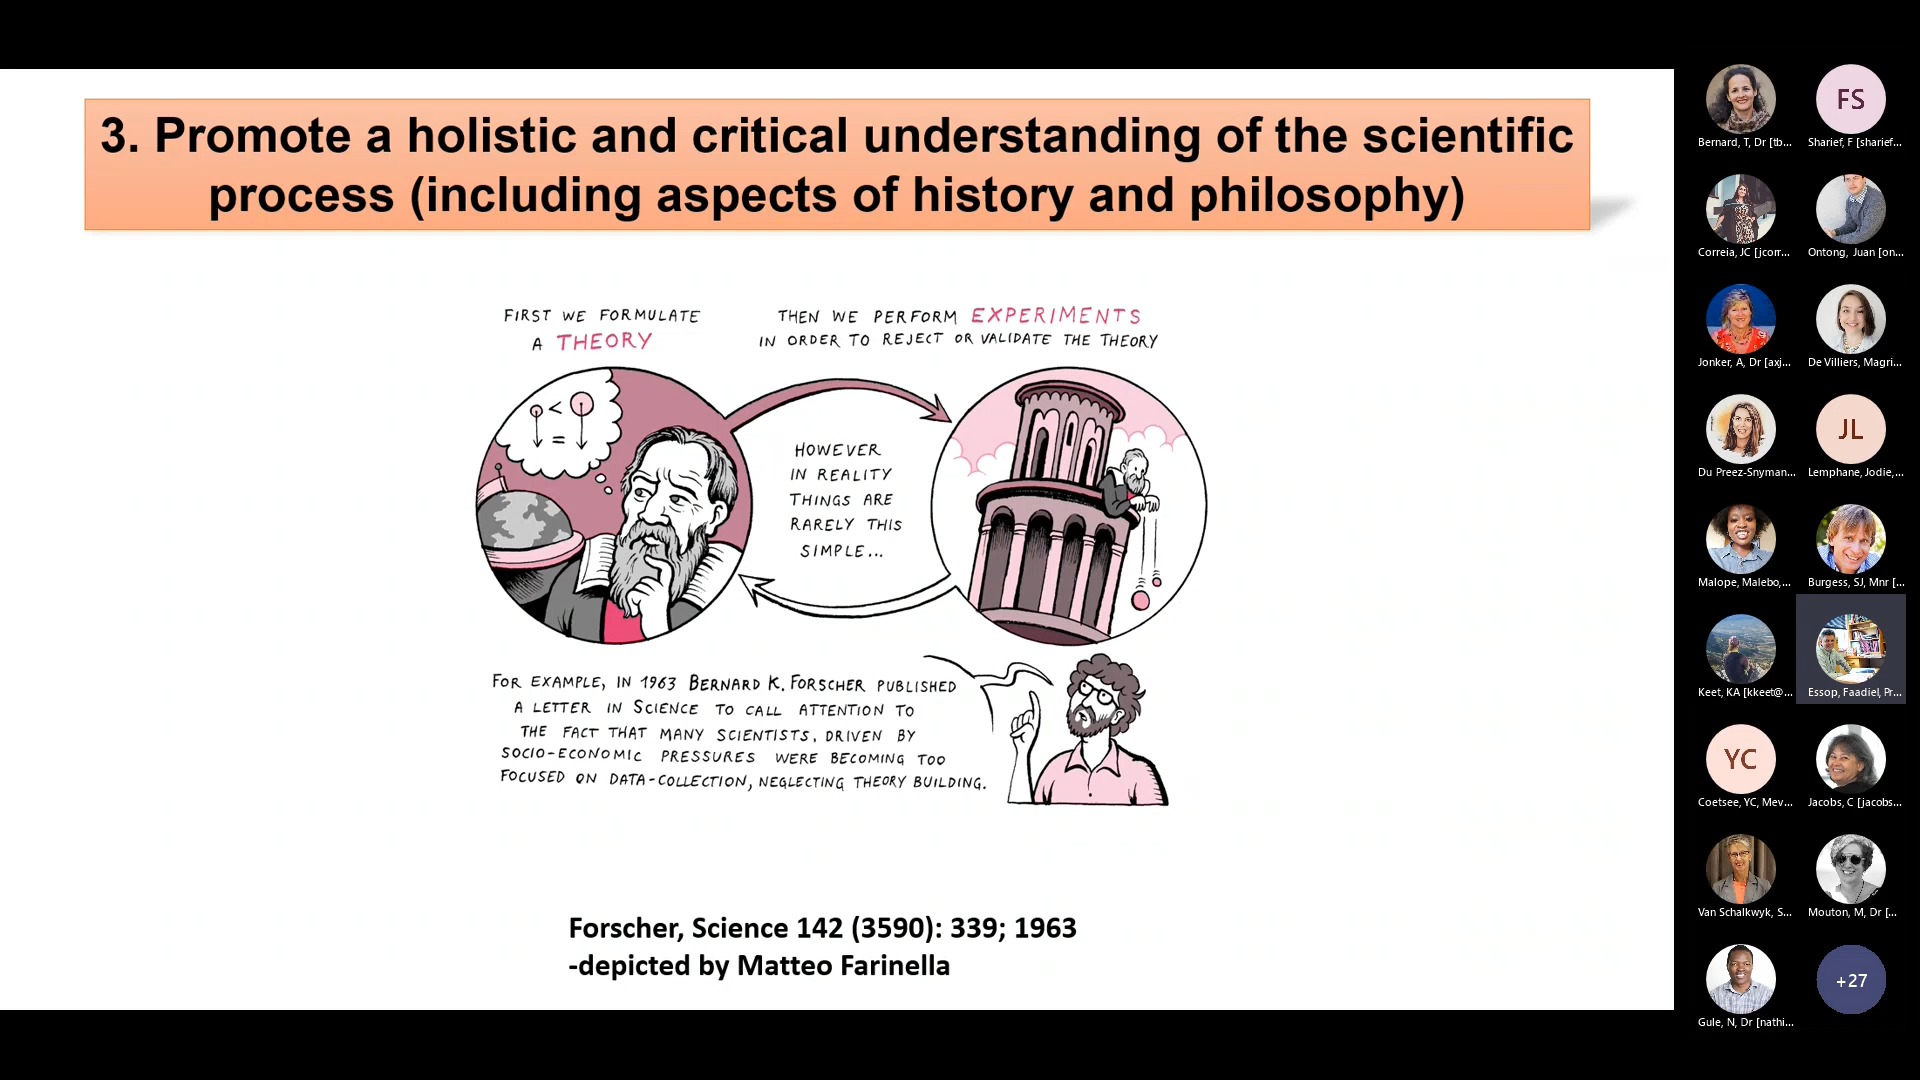 3. Promote a holistic and critical understanding of the scientific
process (including aspects of history and philosophy)
FIRST WE FORMULATE
A THEORY
THEN WE PERFORM EXPERIMENTS
IN ORDER TO REJECT OR VALIDATE THE THEORY
< 
=
HOWEVER
IN REALITY
THINGS ARE
RARELY THIS
SIMPLE...
FOR EXAMPLE, IN 1963 BERNARD K. FORSCHER PUBLISHED
A LETTER IN SCIENCE TO CALL ATTENTION TO
THE FACT THAT MANY SCIENTISTS, DRIVEN BY
SOCIO-ECONOMIC PRESSURES WERE BECOMING TOO
FOCUSED ON DATA-COLLECTION, NEGLECTING THEORY BUILDING.
Forscher, Science 142 (3590): 339; 1963
-depicted by Matteo Farinella
Bernard, T, Dr [tb...
FS
Sharief, F [sharief...
Correia, JC [jcorr...
Ontong, Juan [on...
Jonker, A, Dr [axj...
De Villiers, Magri...
Du Preez-Snyman...
JL
Lemphane, Jodie,...
Malope, Malebo,...
Burgess, SJ, Mnr [...
Keet, KA [kkeet@...
Essop, Faadiel, Pr...
YC
Coetsee, YC, Mev...
Jacobs, C [jacobs...
Van Schalkwyk, S...
Mouton, M, Dr [...
Gule, N, Dr [nathi...
+27